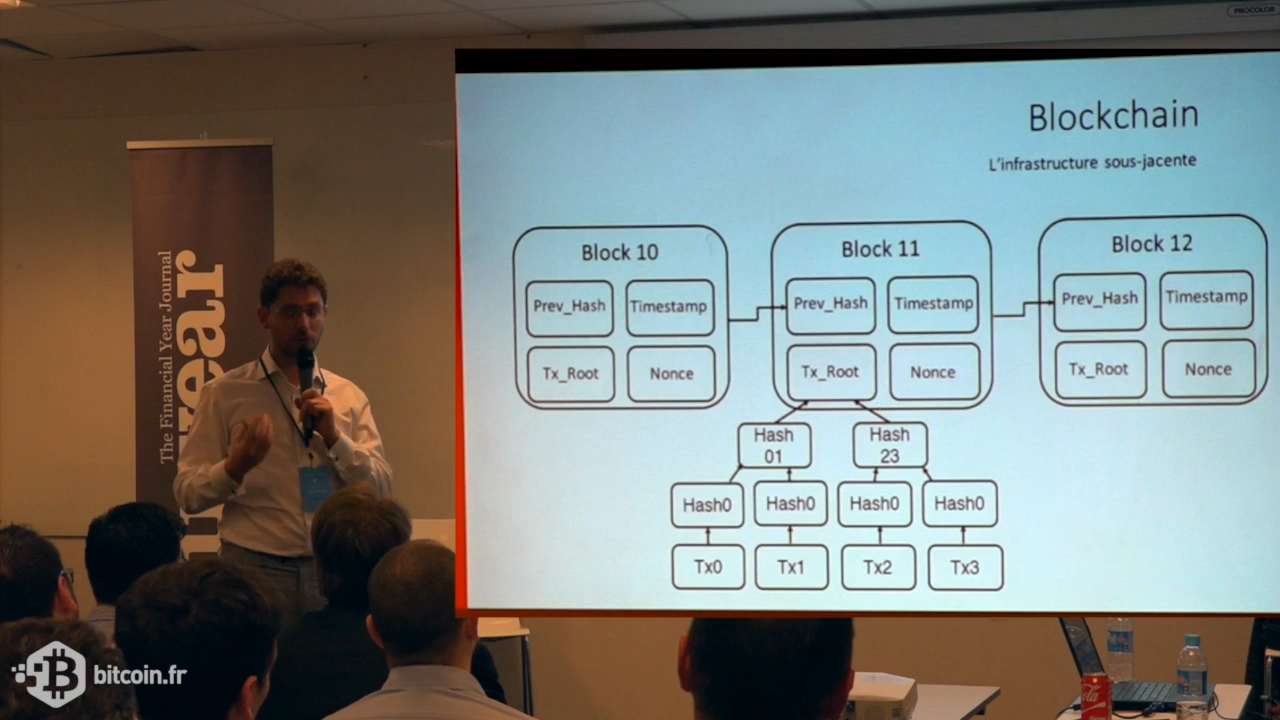 PROCOLOR
Blockchain
L'infrastructure sous-jacente
Block 10
Prev_Hash
Timestamp
Tx_Root
Nonce
Block 11
Prev_Hash
Timestamp
Tx_Root
Nonce
Block 12
Prev_Hash
Timestamp
Tx_Root
Nonce
Hash
01
Hash
23
Hash0
Hash0
Hash0
Hash0
Tx0
Tx1
Tx2
Tx3
The Financial Year Journal
bitcoin.fr